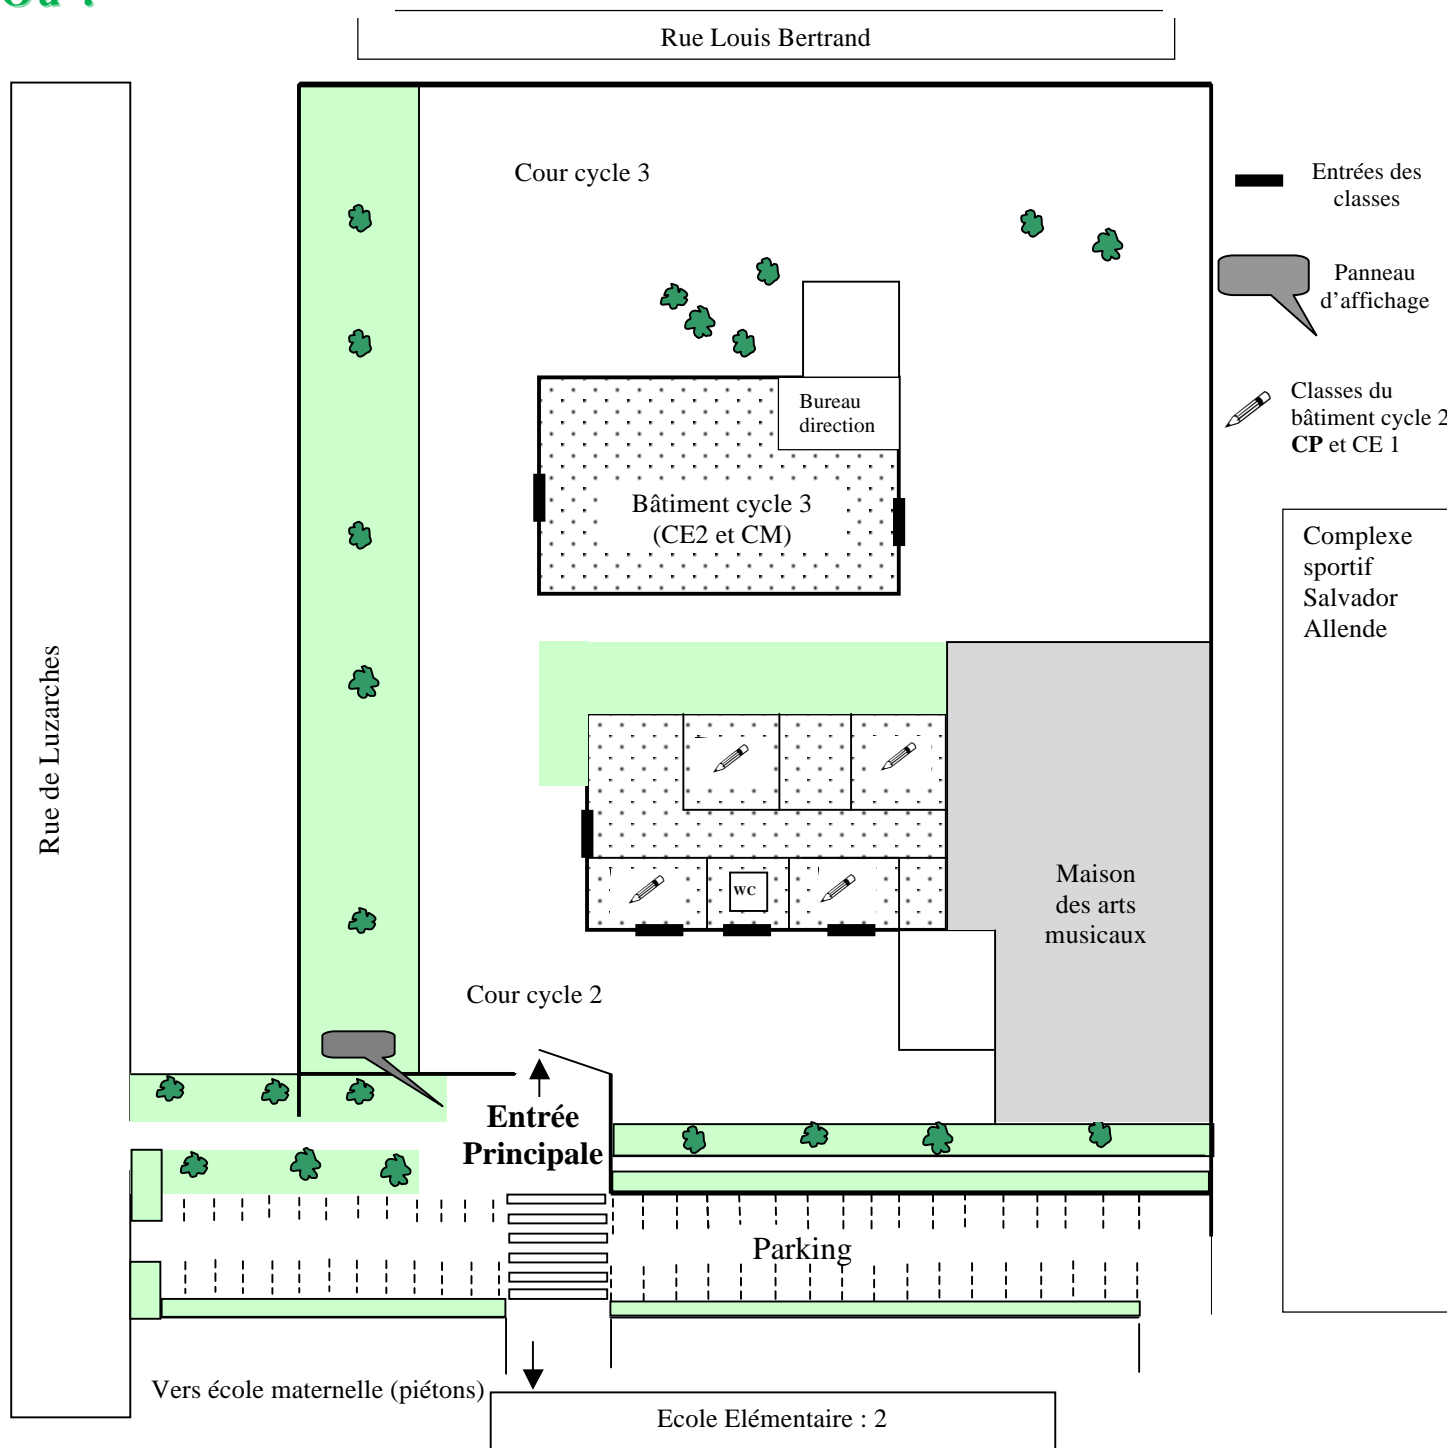 Où ?
Rue Louis Bertrand
Cour cycle 3
Entrées des
classes
Panneau
d’affichage
Classes du
bâtiment cycle 2
CP et CE 1
Bureau
direction
Bâtiment cycle 3
(CE2 et CM)
Complexe
sportif
Salvador
Allende
Rue de Luzarches
WC
Maison
des arts
musicaux
Cour cycle 2
Entrée
Principale
Parking
Vers école maternelle (piétons)
Ecole Elémentaire : 2